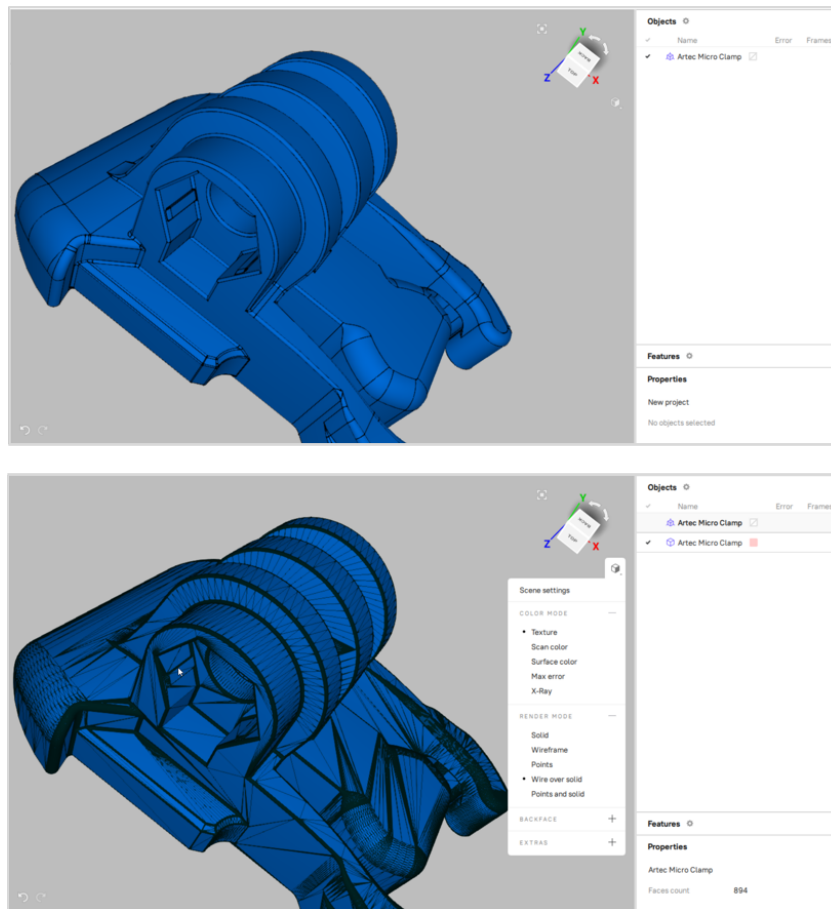 Objects
Name Error Frames
Artec Micro Clamp
Y
Z
X
TOP
Features
Properties
New project
No objects selected
Objects
Name Error Frames
Artec Micro Clamp
Artec Micro Clamp
Y
Z
X
TOP
Scene settings
COLOR MODE
Texture
Scan color
Surface color
Max error
X-Ray
RENDER MODE
Solid
Wireframe
Points
Wire over solid
Points and solid
BACKFACE
EXTRAS
Features
Properties
Artec Micro Clamp
Faces count 894